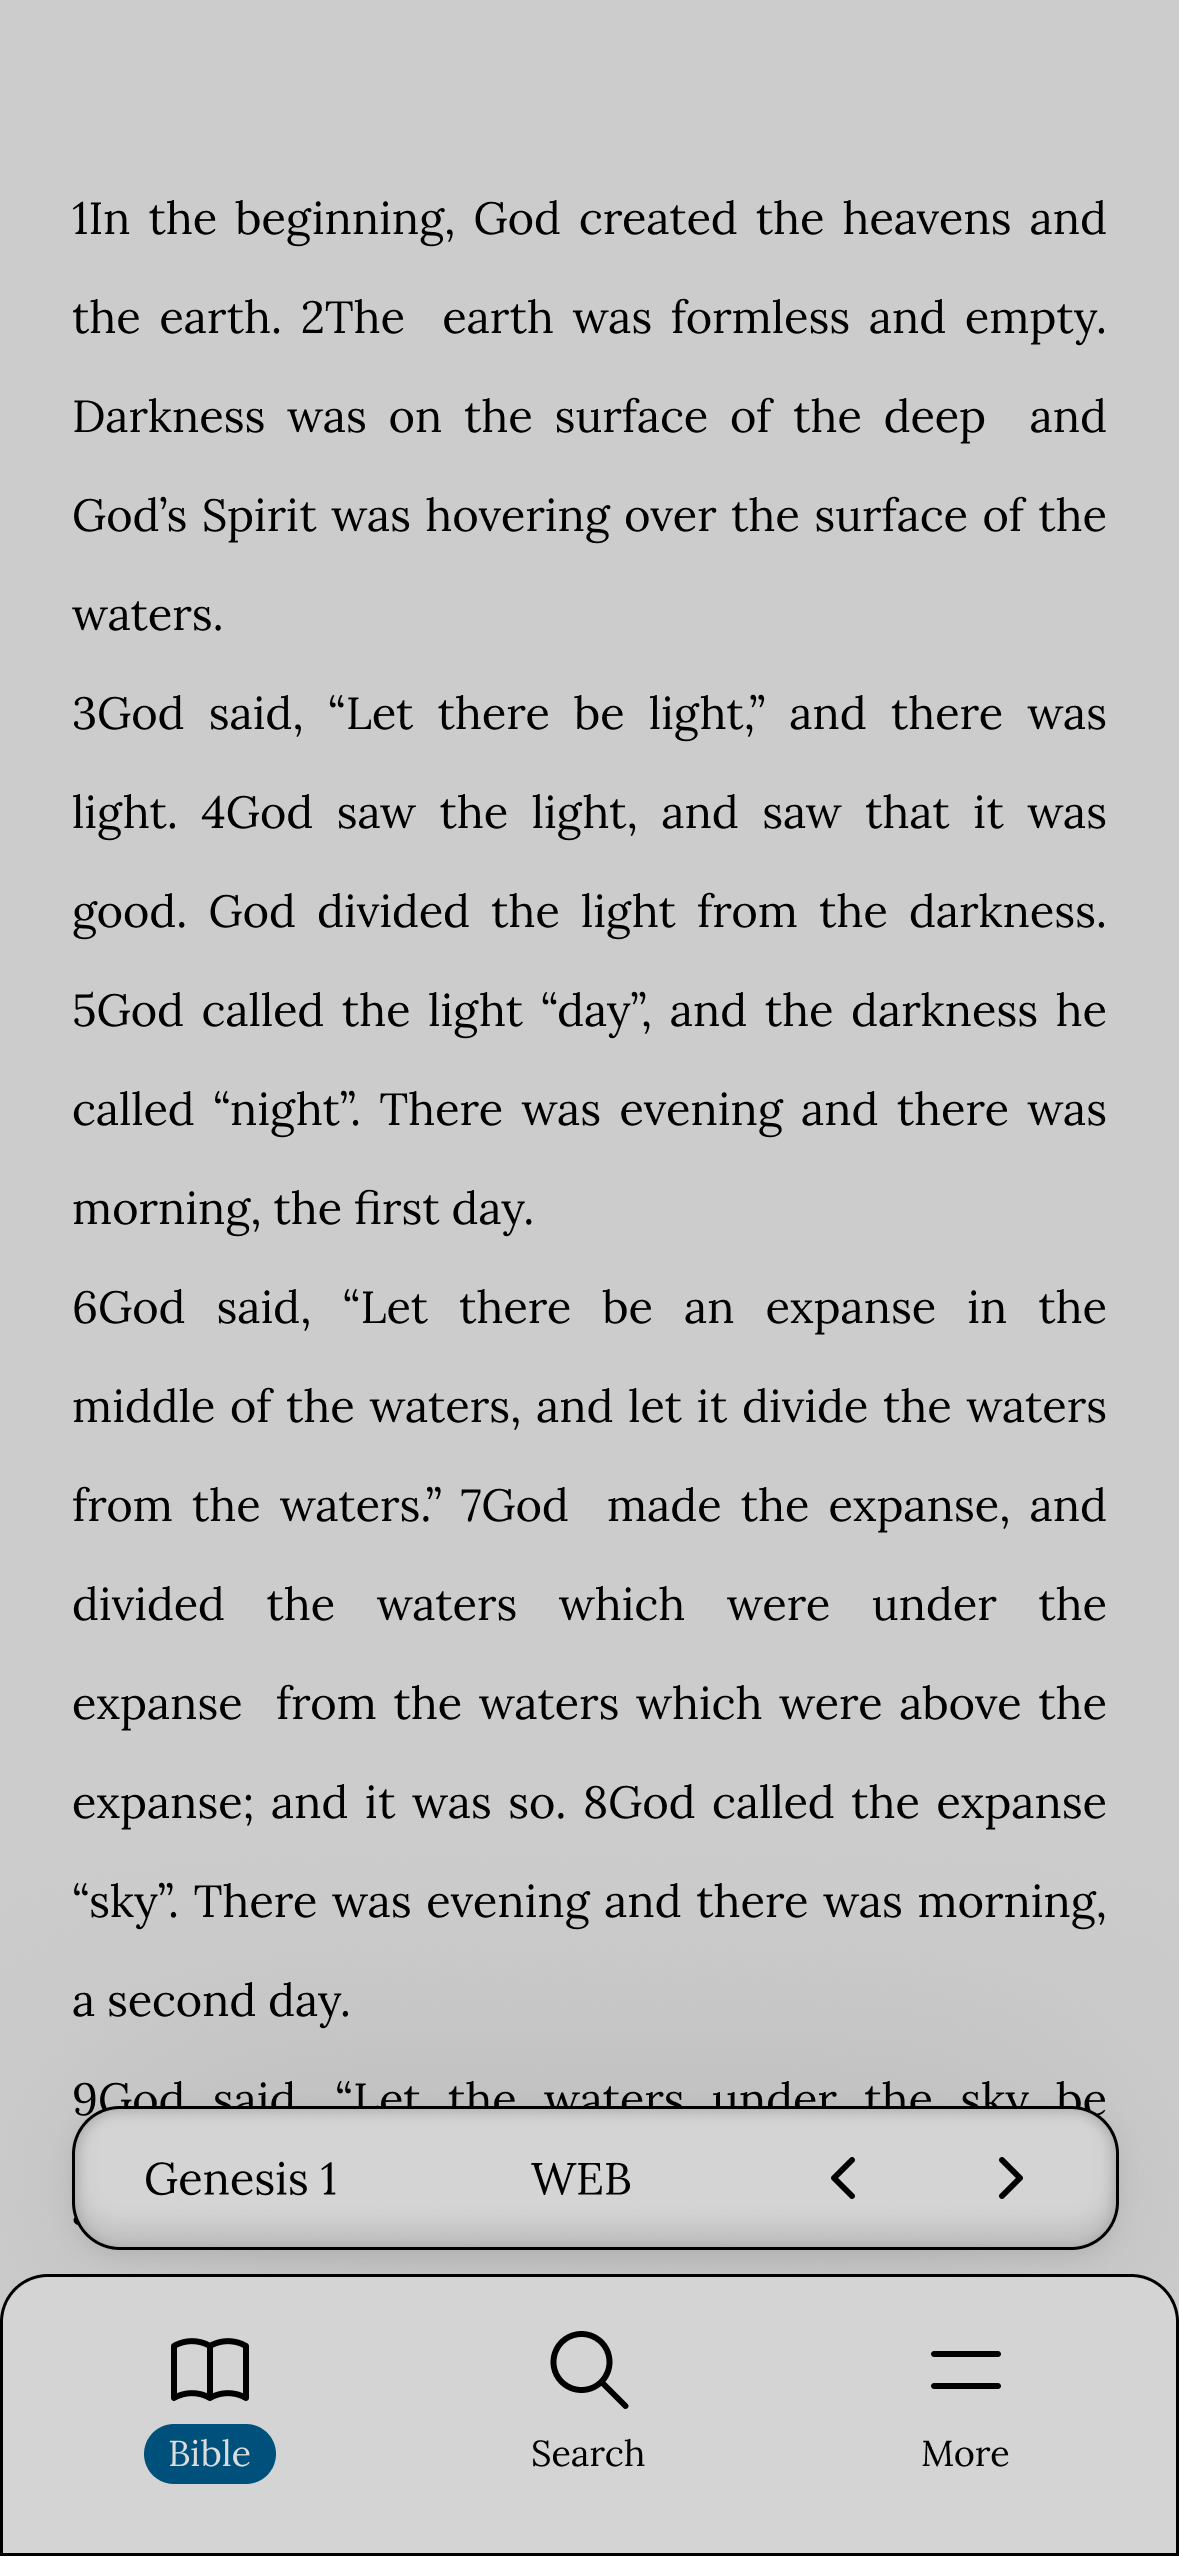 1In the beginning, God created the heavens and
the earth. 2The earth was formless and empty.
Darkness was on the surface of the deep and
God’s Spirit was hovering over the surface of the
waters.
3God said, “Let there be light,” and there was
light. 4God saw the light, and saw that it was
good. God divided the light from the darkness.
5God called the light “day”, and the darkness he
called “night”. There was evening and there was
morning, the first day.
6God said, “Let there be an expanse in the
middle of the waters, and let it divide the waters
from the waters.” 7God made the expanse, and
divided the waters which were under the
expanse from the waters which were above the
expanse; and it was so. 8God called the expanse
“sky”. There was evening and there was morning,
a second day.
9God said “Let the waters under the sky be
Genesis 1 WEB
Bible Search More